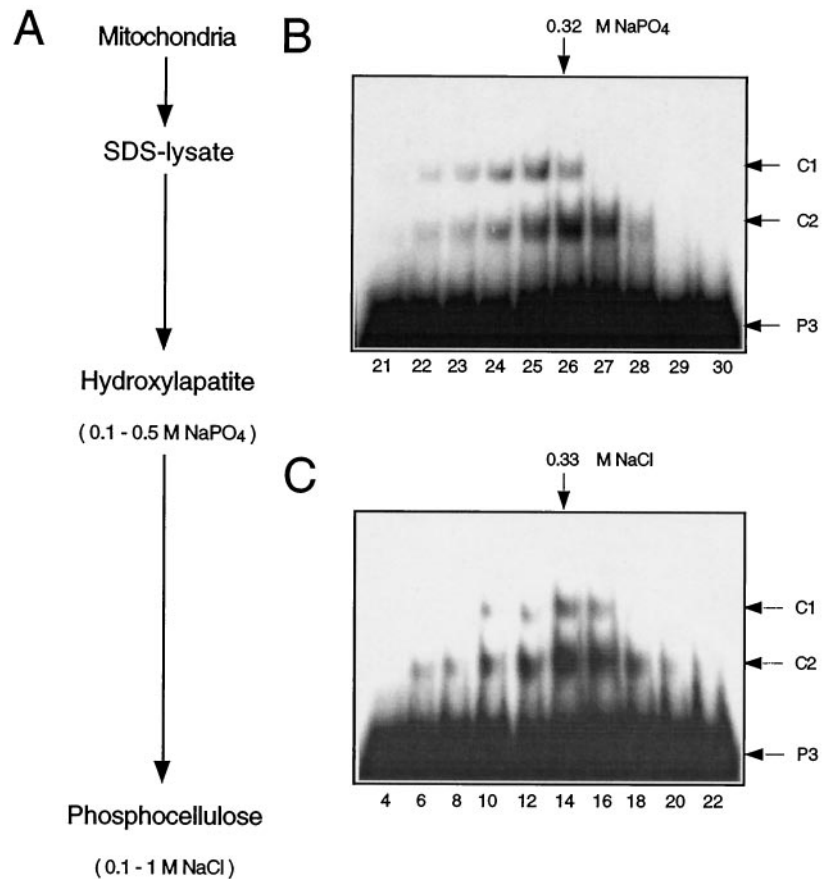 A
Mitochondria
SDS-lysate
Hydroxylapatite
( 0.1 - 0.5 M NaPO4 )
Phosphocellulose
( 0.1 - 1 M NaCl )
B
0.32 M NaPO4
C1
C2
P3
21 22 23 24 25 26 27 28 29 30
C
0.33 M NaCl
C1
C2
P3
4 6 8 10 12 14 16 18 20 22